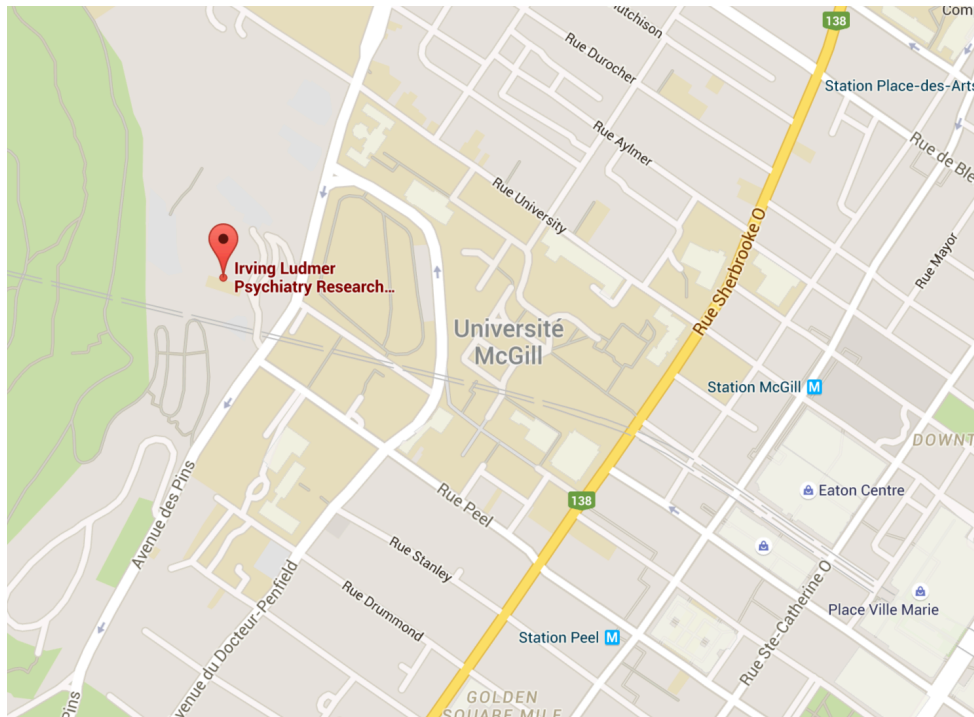 Com
138
Hutchison
Rue Durocher
Station Place-des-Arts
Rue Aylmer
Rue de Ble
Rue University
Rue Mayor
Irving Ludmer
Psychiatry Research...
Rue Sherbrooke O
Université
McGill
Station McGill M
DOWNT
Eaton Centre
138
Avenue des Pins
Rue Peel
Rue Stanley
Place Ville Marie
Rue Drummond
Rue Ste-Catherine O
Station Peel M
Avenue du Docteur-Penfield
Pins
GOLDEN
SQUARE MILE